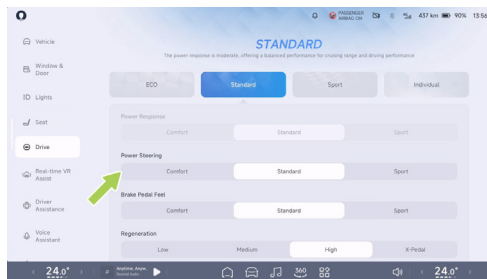 PASSENGER
AIRBAG ON
437 km
90%
13:56
Vehicle
Window &
Door
Lights
Seat
Drive
Real-time VR
Assist
Driver
Assistance
Voice
Assistant
STANDARD
The power response is moderate, offering a balanced performance for cruising range and driving performance
ECO Standard Sport Individual
Power Response
Comfort Standard Sport
Power Steering
Comfort Standard Sport
Brake Pedal Feel
Comfort Standard Sport
Regeneration
Low Medium High X-Pedal
24.0°
Anytime, Anyw..
360
24.0°